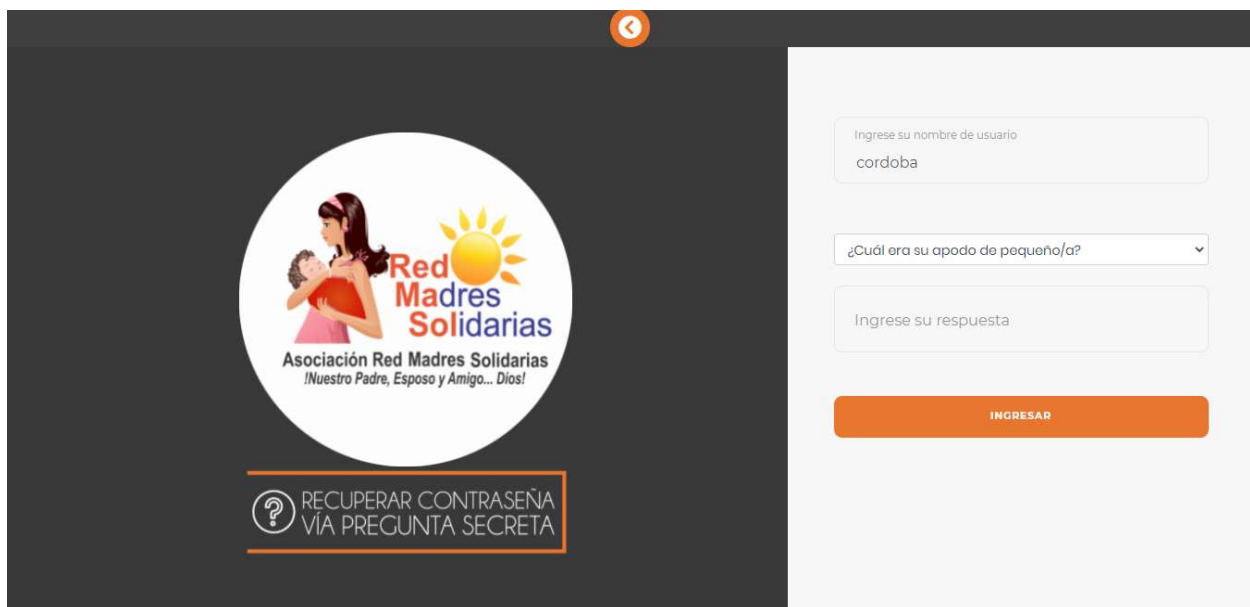 Red
Madres
Solidarias
Asociación Red Madres Solidarias
!Nuestro Padre, Esposo y Amigo... Dios!
? RECUPERAR CONTRASEÑA
VÍA PREGUNTA SECRETA
Ingrese su nombre de usuario
cordoba
¿Cuál era su apodo de pequeño/a?
Ingrese su respuesta
INGRESAR